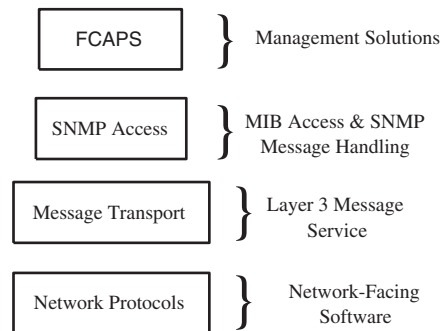 FCAPS
Management Solutions
SNMP Access
MIB Access & SNMP
Message Handling
Message Transport
Layer 3 Message
Service
Network Protocols
Network-Facing
Software